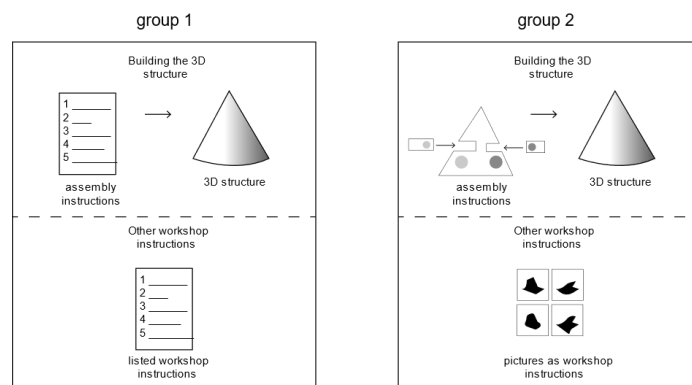 group 1
Building the 3D
structure
1
2
3
4
5
assembly
instructions
3D structure
Other workshop
instructions
1
2
3
4
5
listed workshop
instructions
group 2
Building the 3D
structure
assembly
instructions
3D structure
Other workshop
instructions
pictures as workshop
instructions